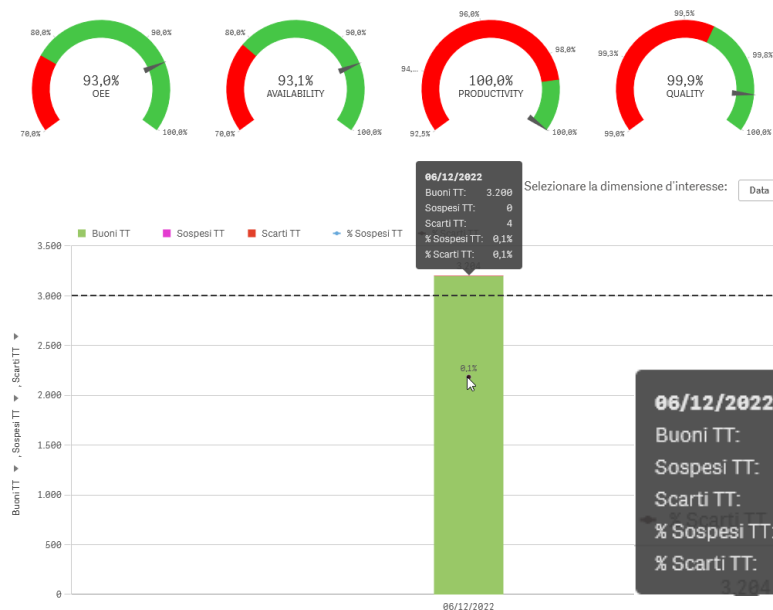 80,0% 90,0%
93,0%
OEE
70,0% 100,0%
80,0% 90,0%
93,1%
AVAILABILITY
70,0% 100,0%
96,0%
94,... 98,0%
100,0%
PRODUCTIVITY
92,5% 100,0%
99,5%
99,3% 99,8%
99,9%
QUALITY
99,0% 100,0%
06/12/2022
Buoni TT: 3.200
Sospesi TT: 0
Scarti TT: 4
% Sospesi TT: 0,1%
% Scarti TT: 0,1%
Selezionare la dimensione d'interesse: Data
Buoni TT Sospesi TT Scarti TT % Sospesi TT
3.500
3.000
2.500
2.000
1.500
1.000
500
0
Buoni TT , Sospesi TT , Scarti TT
0,1%
06/12/2022
06/12/2022
Buoni TT:
Sospesi TT:
Scarti TT:
% Scarti TT
% Sospesi TT:
% Scarti TT:
3.204